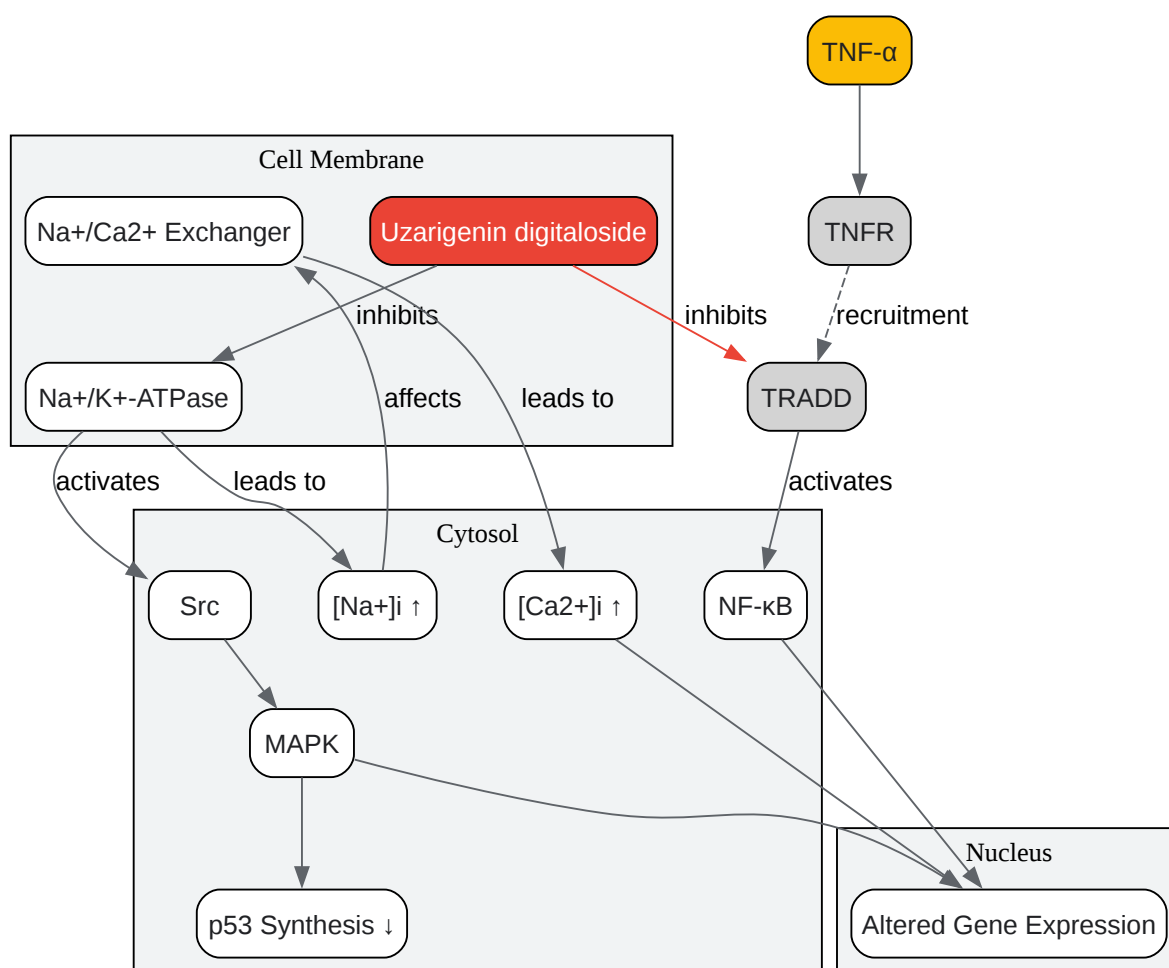 TNF-α
Cell Membrane
Na+/Ca2+ Exchanger
Uzarigenin digitaloside
TNFR
inhibits
inhibits
recruitment
Na+/K+-ATPase
affects
leads to
TRADD
activates
leads to
activates
Cytosol
Src
[Na+]i ↑
[Ca2+]i ↑
NF-κB
MAPK
Nucleus
p53 Synthesis ↓
Altered Gene Expression